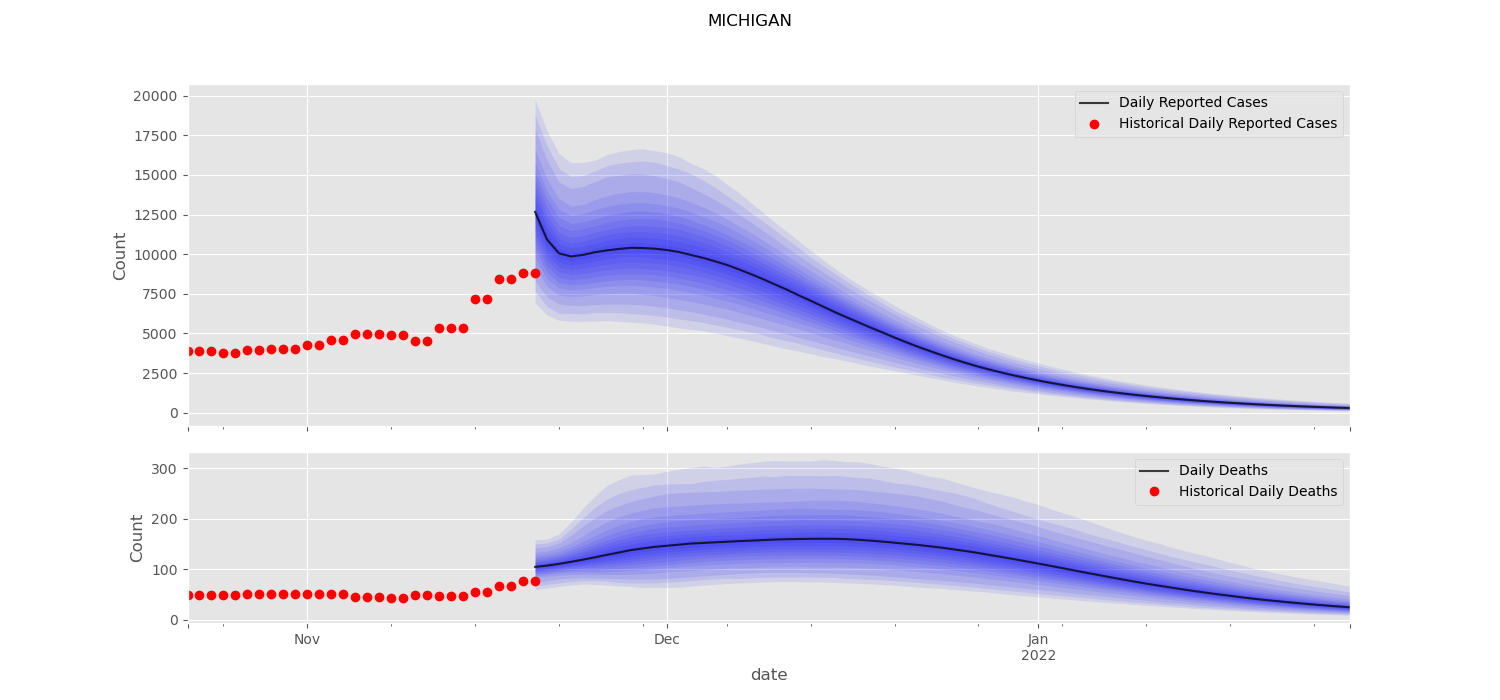 MICHIGAN
20000
17500
15000
12500
10000
7500
5000
2500
0
Count
Daily Reported Cases
Historical Daily Reported Cases
300
200
100
0
Count
Daily Deaths
Historical Daily Deaths
Nov
Dec
Jan
2022
date